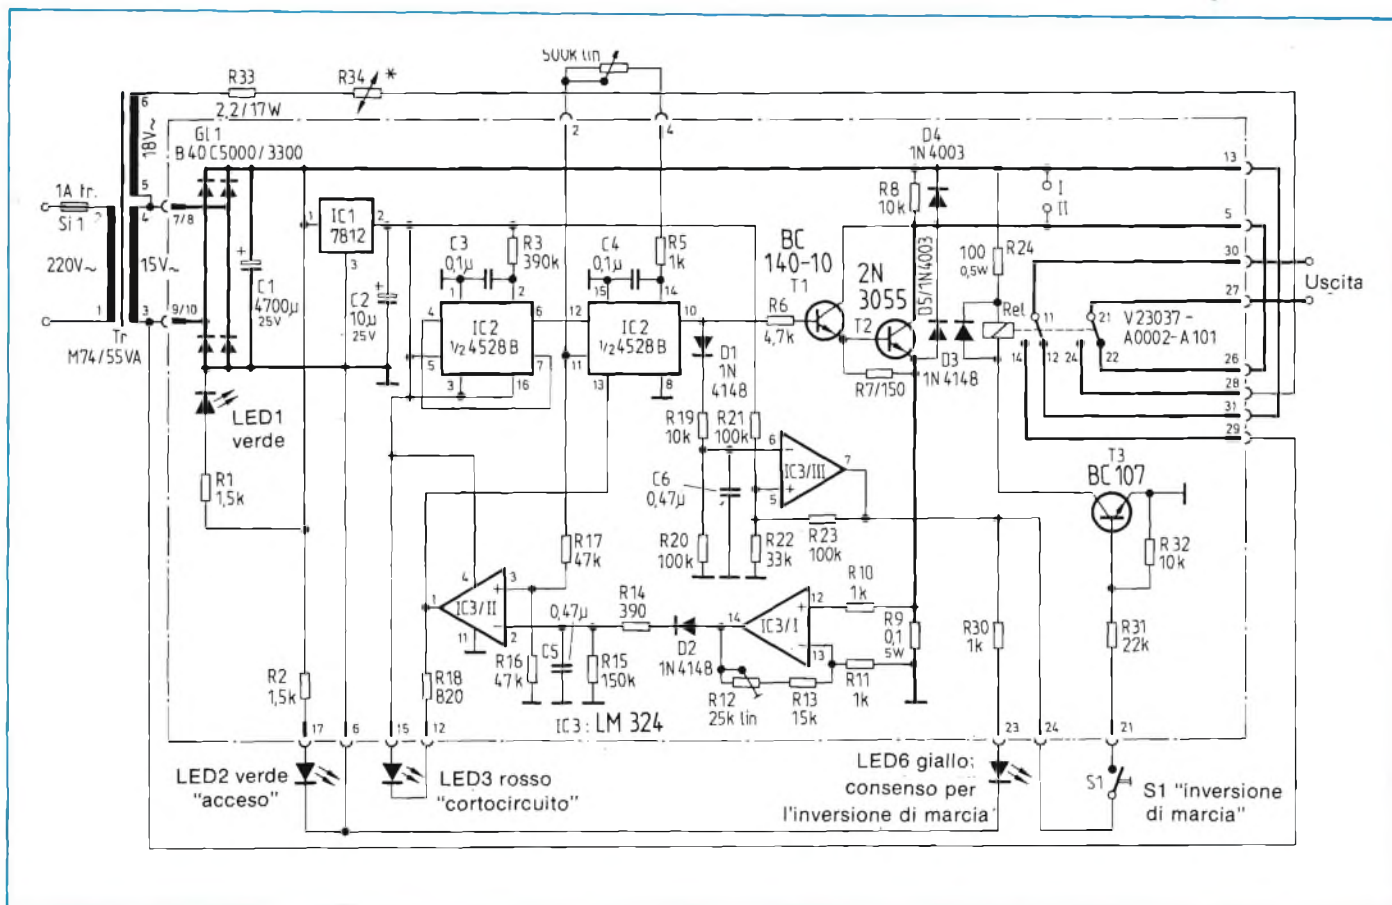 500k lin
R33
2,2/17W
R34 *
6
18V~
5
Gl 1
B40C5000/3300
1A tr.
Si 1
2
4
7/8
220V~
15V~
1
3
9/10
Tr
M74/55VA
+
C1
4700µ
25V
LED1
verde
R1
1,5k
1
IC1
7812
2
3
+
C2
10µ
25V
C3
0,1µ
R3
390k
C4
0,1µ
R5
1k
2
4
1
2
15
14
4
5
IC2
½ 4528B
6
7
3
16
12
11
IC2
½ 4528B
10
13
8
BC
140-10
T1
R6
4,7k
2N
3055
T2
R7/150
D1
1N
4148
D4
1N4003
R8
10k
D5/1N4003
D3
1N4148
I
II
100
0,5W
R24
Rel
11
21
14
12
24
22
V23037-
A0002-A101
13
5
30
27
26
28
31
29
Uscita
R19
10k
R21
100k
C6
0,47µ
R20
100k
6
−
IC3/III
+
5
7
R22
33k
R23
100k
T3
BC 107
R32
10k
R31
22k
R17
47k
4
3
+
IC3/II
−
1
11
2
R16
47k
0,47µ
C5
R15
150k
R14
390
D2
1N4148
14
IC3/I
12
+
−
13
R10
1k
R11
1k
R9
0,1
5W
R12
25k lin
R13
15k
R30
1k
R18
820
R2
1,5k
IC3 : LM 324
17
6
15
12
23
24
21
LED2 verde
"acceso"
LED3 rosso
"cortocircuito"
LED6 giallo:
consenso per
l'inversione di marcia
S1
S1 "inversione
di marcia"